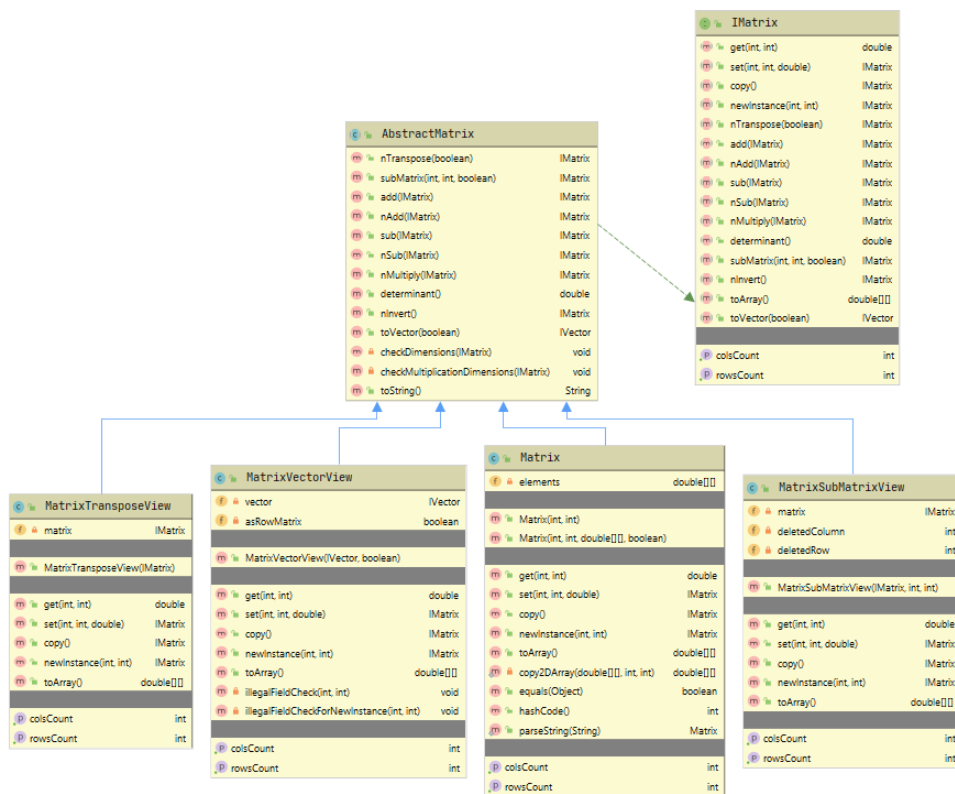 IMatrix
get(int, int) double
set(int, int, double) IMatrix
copy() IMatrix
newInstance(int, int) IMatrix
nTranspose(boolean) IMatrix
add(IMatrix) IMatrix
nAdd(IMatrix) IMatrix
sub(IMatrix) IMatrix
nSub(IMatrix) IMatrix
nMultiply(IMatrix) IMatrix
determinant() double
subMatrix(int, int, boolean) IMatrix
nInvert() IMatrix
toArray() double[][]
toVector(boolean) IVector
colsCount int
rowsCount int
AbstractMatrix
nTranspose(boolean) IMatrix
subMatrix(int, int, boolean) IMatrix
add(IMatrix) IMatrix
nAdd(IMatrix) IMatrix
sub(IMatrix) IMatrix
nSub(IMatrix) IMatrix
nMultiply(IMatrix) IMatrix
determinant() double
nInvert() IMatrix
toVector(boolean) IVector
checkDimensions(IMatrix) void
checkMultiplicationDimensions(IMatrix) void
toString() String
MatrixTransposeView
matrix IMatrix
MatrixTransposeView(IMatrix)
get(int, int) double
set(int, int, double) IMatrix
copy() IMatrix
newInstance(int, int) IMatrix
toArray() double[][]
colsCount int
rowsCount int
MatrixVectorView
vector IVector
asRowMatrix boolean
MatrixVectorView(IVector, boolean)
get(int, int) double
set(int, int, double) IMatrix
copy() IMatrix
newInstance(int, int) IMatrix
toArray() double[][]
illegalFieldCheck(int, int) void
illegalFieldCheckForNewInstance(int, int) void
colsCount int
rowsCount int
Matrix
elements double[][]
Matrix(int, int)
Matrix(int, int, double[][], boolean)
get(int, int) double
set(int, int, double) IMatrix
copy() IMatrix
newInstance(int, int) IMatrix
toArray() double[][]
copy2DArray(double[][], int, int) double[][]
equals(Object) boolean
hashCode() int
parseString(String) Matrix
colsCount int
rowsCount int
MatrixSubMatrixView
matrix IMatrix
deletedColumn int
deletedRow int
MatrixSubMatrixView(IMatrix, int, int)
get(int, int) double
set(int, int, double) IMatrix
copy() IMatrix
newInstance(int, int) IMatrix
toArray() double[][]
colsCount int
rowsCount int